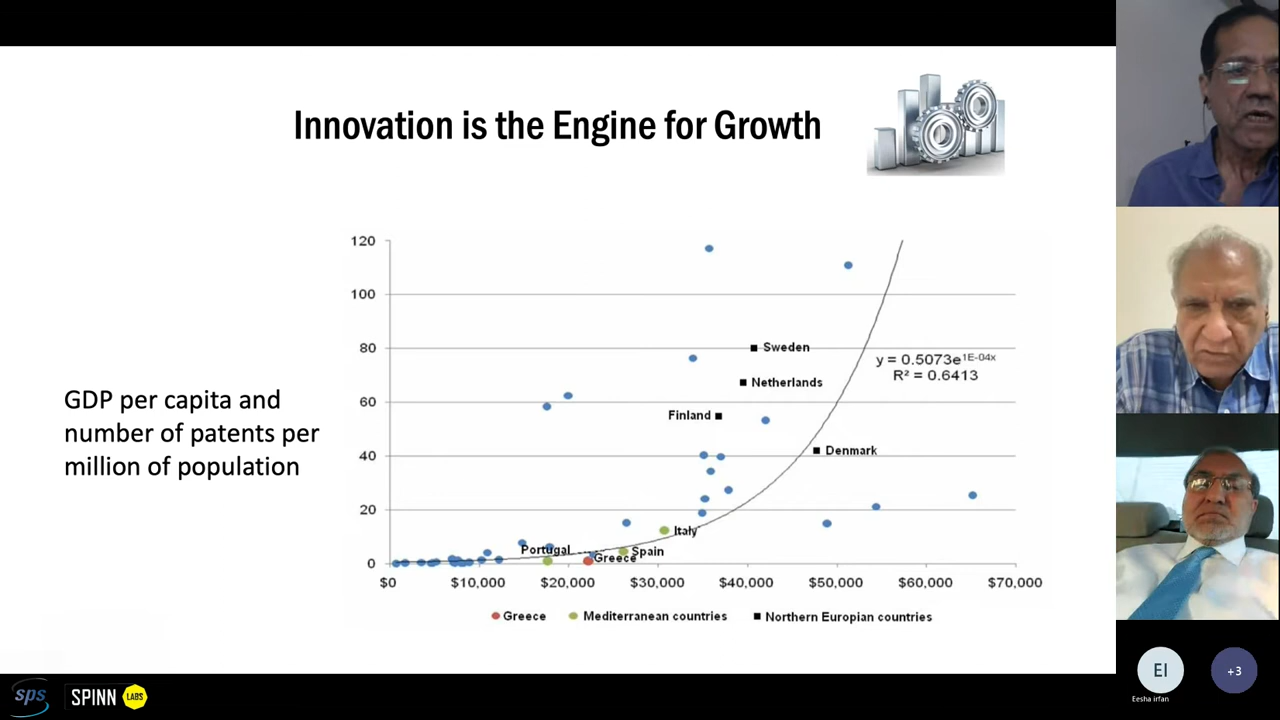 Innovation is the Engine for Growth
GDP per capita and
number of patents per
million of population
120
100
80
60
40
20
0
Sweden
Netherlands
Finland
Denmark
Italy
Portugal
Spain
Greece
y = 0.5073e1E-04x
R² = 0.6413
$0 $10,000 $20,000 $30,000 $40,000 $50,000 $60,000 $70,000
Greece Mediterranean countries Northern Europian countries
sps SPINN LABS
EI
Eesha irfan
+3